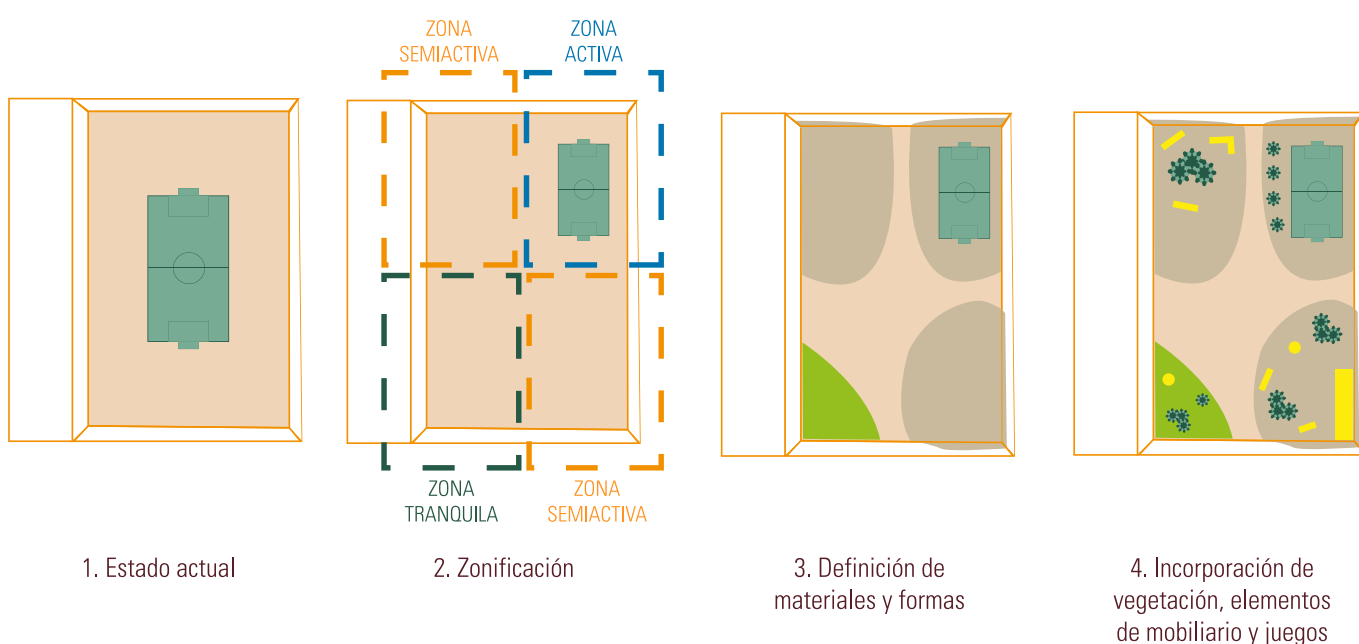 ZONA
SEMIACTIVA
ZONA
ACTIVA
ZONA
TRANQUILA
ZONA
SEMIACTIVA
1. Estado actual
2. Zonificación
3. Definición de
materiales y formas
4. Incorporación de
vegetación, elementos
de mobiliario y juegos